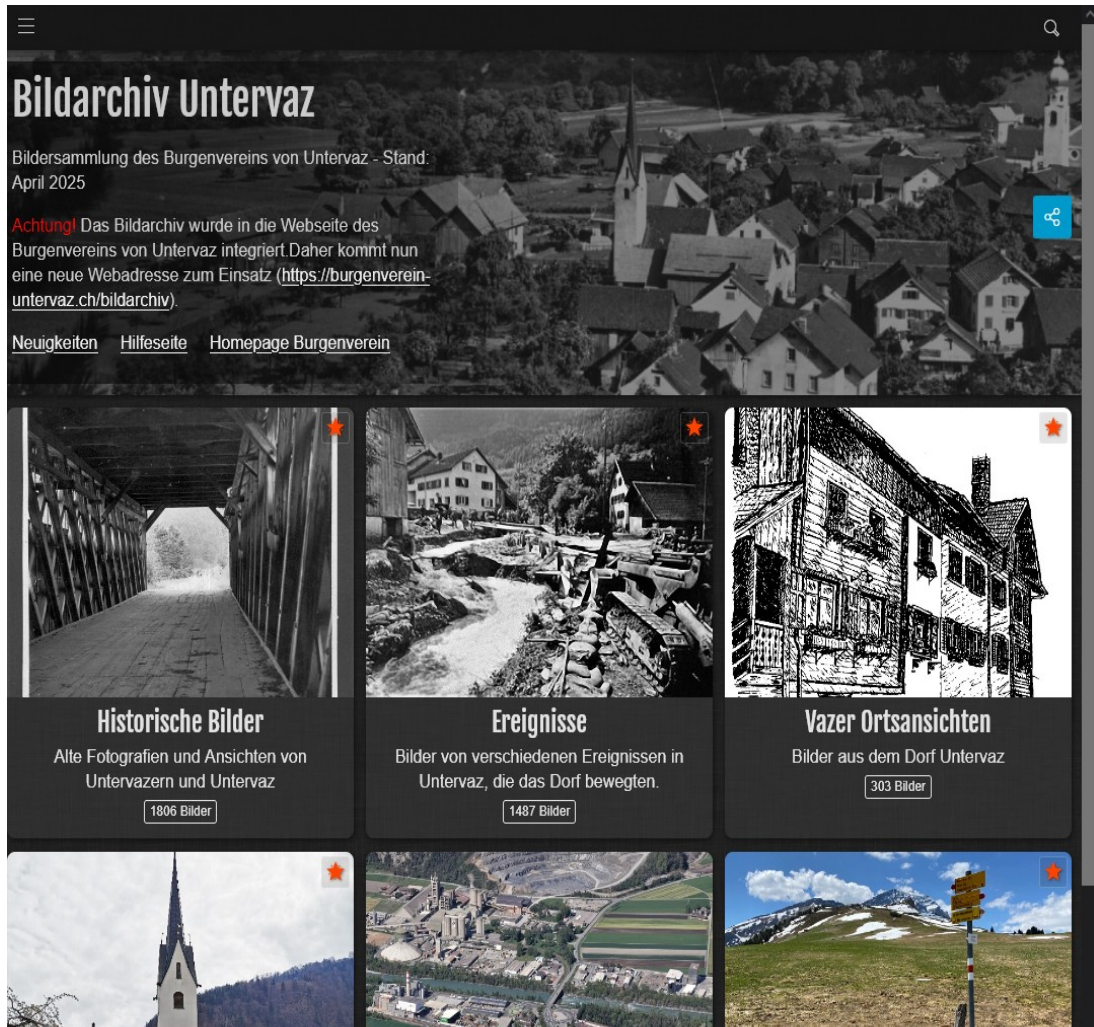 Bildarchiv Untervaz
Bildersammlung des Burgenvereins von Untervaz - Stand:
April 2025
Achtung! Das Bildarchiv wurde in die Webseite des
Burgenvereins von Untervaz integriert.Daher kommt nun
eine neue Webadresse zum Einsatz (https://burgenverein-
untervaz.ch/bildarchiv).
Neuigkeiten Hilfeseite Homepage Burgenverein
Historische Bilder
Alte Fotografien und Ansichten von
Untervazern und Untervaz
1806 Bilder
Ereignisse
Bilder von verschiedenen Ereignissen in
Untervaz, die das Dorf bewegten.
1487 Bilder
Vazer Ortsansichten
Bilder aus dem Dorf Untervaz
303 Bilder